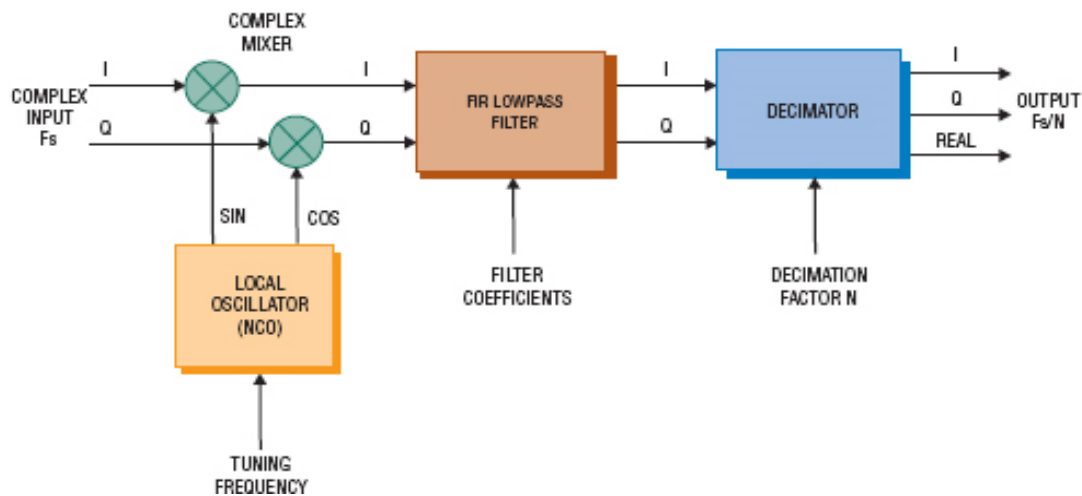 COMPLEX
MIXER
I
I
I
I
COMPLEX
INPUT
Fs
Q
Q
Q
Q
FIR LOWPASS
FILTER
DECIMATOR
REAL
OUTPUT
Fs/N
SIN
COS
LOCAL
OSCILLATOR
(NCO)
FILTER
COEFFICIENTS
DECIMATION
FACTOR N
TUNING
FREQUENCY